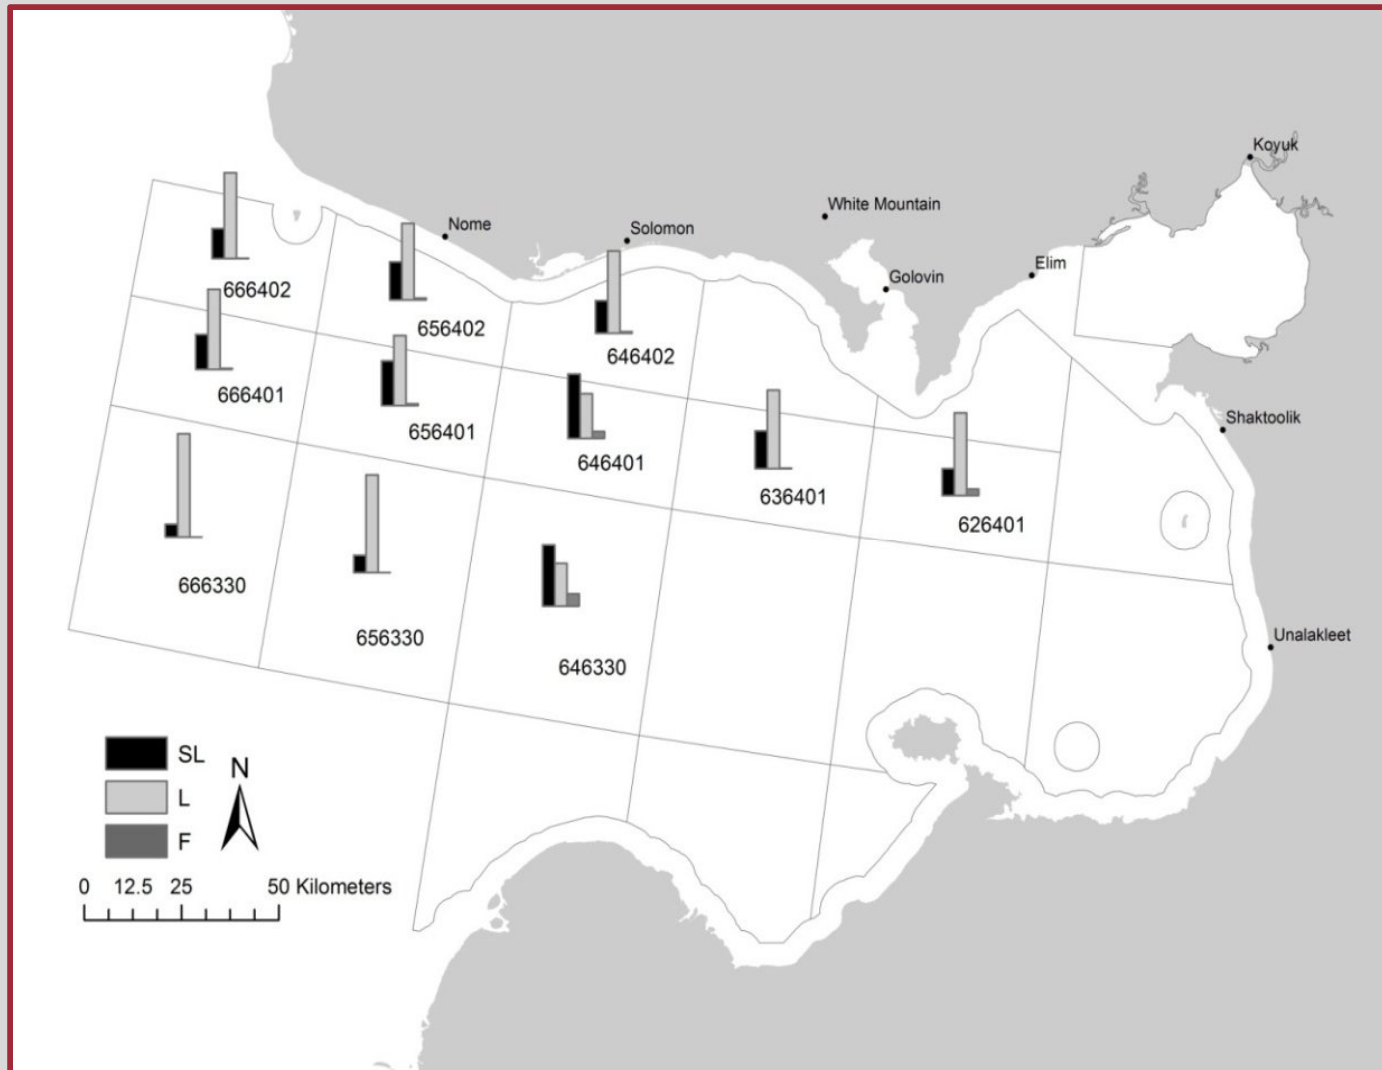 Koyuk
White Mountain
Nome
Solomon
Elim
Golovin
666402
656402
646402
666401
656401
Shaktoolik
646401
636401
626401
666330
656330
646330
Unalakleet
SL
N
L
F
0 12.5 25 50 Kilometers